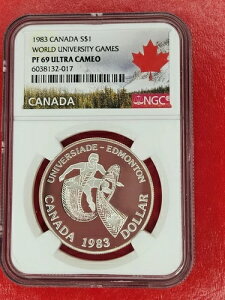 1983 CANADA S$1
WORLD UNIVERSITY GAMES
PF 69 ULTRA CAMEO
6038132-017
CANADA
NGC
UNIVERSIADE - EDMONTON
CANADA 1983 DOLLAR